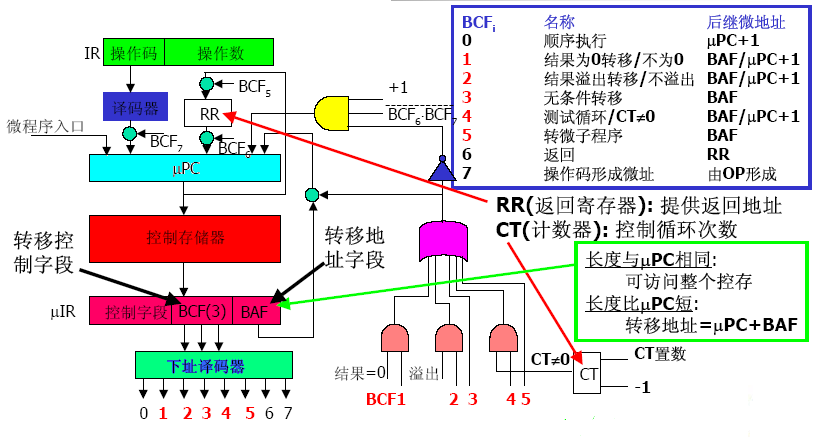 IR 操作码 操作数
BCF5
译码器
RR
微程序入口
BCF7
BCF6
μPC
+1
BCF6·BCF7
控制存储器
转移控
制字段
转移地
址字段
μIR 控制字段 BCF(3) BAF
下址译码器
0 1 2 3 4 5 6 7
结果=0 溢出 CT≠0
BCF1 2 3 4 5
CT
CT置数
-1
BCFi 名称 后继微地址
0 顺序执行 μPC+1
1 结果为0转移/不为0 BAF/μPC+1
2 结果溢出转移/不溢出 BAF/μPC+1
3 无条件转移 BAF
4 测试循环/CT≠0 BAF/μPC+1
5 转微子程序 BAF
6 返回 RR
7 操作码形成微址 由OP形成
RR(返回寄存器): 提供返回地址
CT(计数器): 控制循环次数
长度与μPC相同:
可访问整个控存
长度比μPC短:
转移地址=μPC+BAF